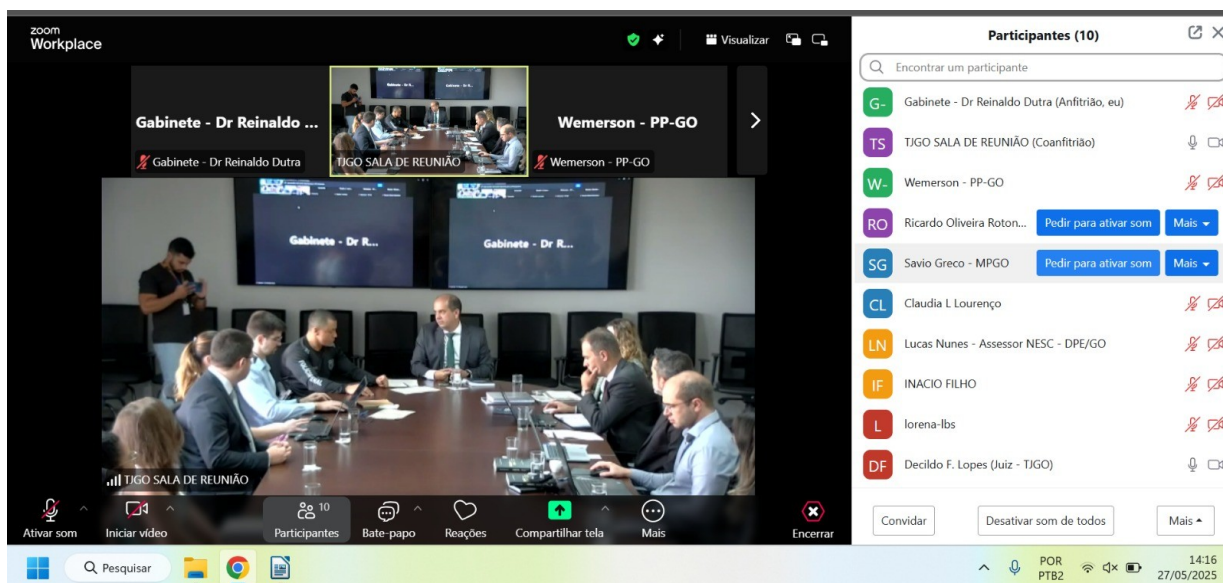 zoom
Workplace
Visualizar
Gabinete - Dr Reinaldo ...
Gabinete - Dr Reinaldo Dutra
TJGO SALA DE REUNIÃO
Wemerson - PP-GO
Wemerson - PP-GO
Gabinete - Dr R...
Gabinete - Dr R...
TJGO SALA DE REUNIÃO
Ativar som
Iniciar vídeo
10
Participantes
Bate-papo
Reações
Compartilhar tela
Mais
Encerrar
Participantes (10)
Encontrar um participante
G- Gabinete - Dr Reinaldo Dutra (Anfitrião, eu)
TS TJGO SALA DE REUNIÃO (Coanfitrião)
W- Wemerson - PP-GO
RO Ricardo Oliveira Roton... Pedir para ativar som Mais
SG Savio Greco - MPGO Pedir para ativar som Mais
CL Claudia L Lourenço
LN Lucas Nunes - Assessor NESC - DPE/GO
IF INACIO FILHO
L lorena-lbs
DF Decildo F. Lopes (Juiz - TJGO)
Convidar Desativar som de todos Mais
Pesquisar
POR
PTB2
14:16
27/05/2025